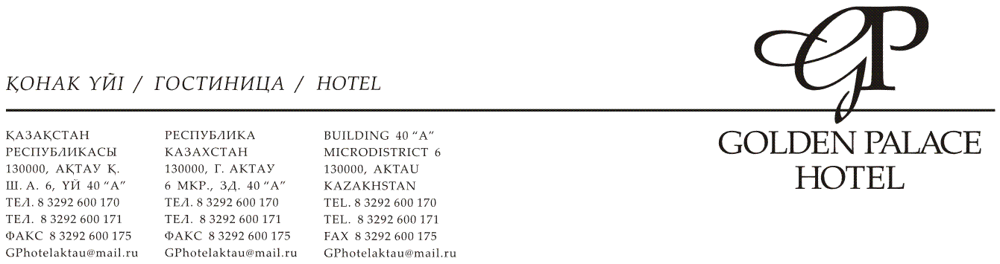 GP
ҚОНАК ҮЙІ / ГОСТИНИЦА / HOTEL
GOLDEN PALACE
HOTEL
ҚАЗАҚСТАН
РЕСПУБЛИКАСЫ
130000, АҚТАУ Қ.
Ш. А. 6, ҮЙ 40 “А”
ТЕЛ. 8 3292 600 170
ТЕЛ. 8 3292 600 171
ФАКС 8 3292 600 175
GPhotelaktau@mail.ru
РЕСПУБЛИКА
КАЗАХСТАН
130000, Г. АКТАУ
6 МКР., ЗД. 40 “А”
ТЕЛ. 8 3292 600 170
ТЕЛ. 8 3292 600 171
ФАКС 8 3292 600 175
GPhotelaktau@mail.ru
BUILDING 40 “A”
MICRODISTRICT 6
130000, AKTAU
KAZAKHSTAN
TEL. 8 3292 600 170
TEL. 8 3292 600 171
FAX 8 3292 600 175
GPhotelaktau@mail.ru